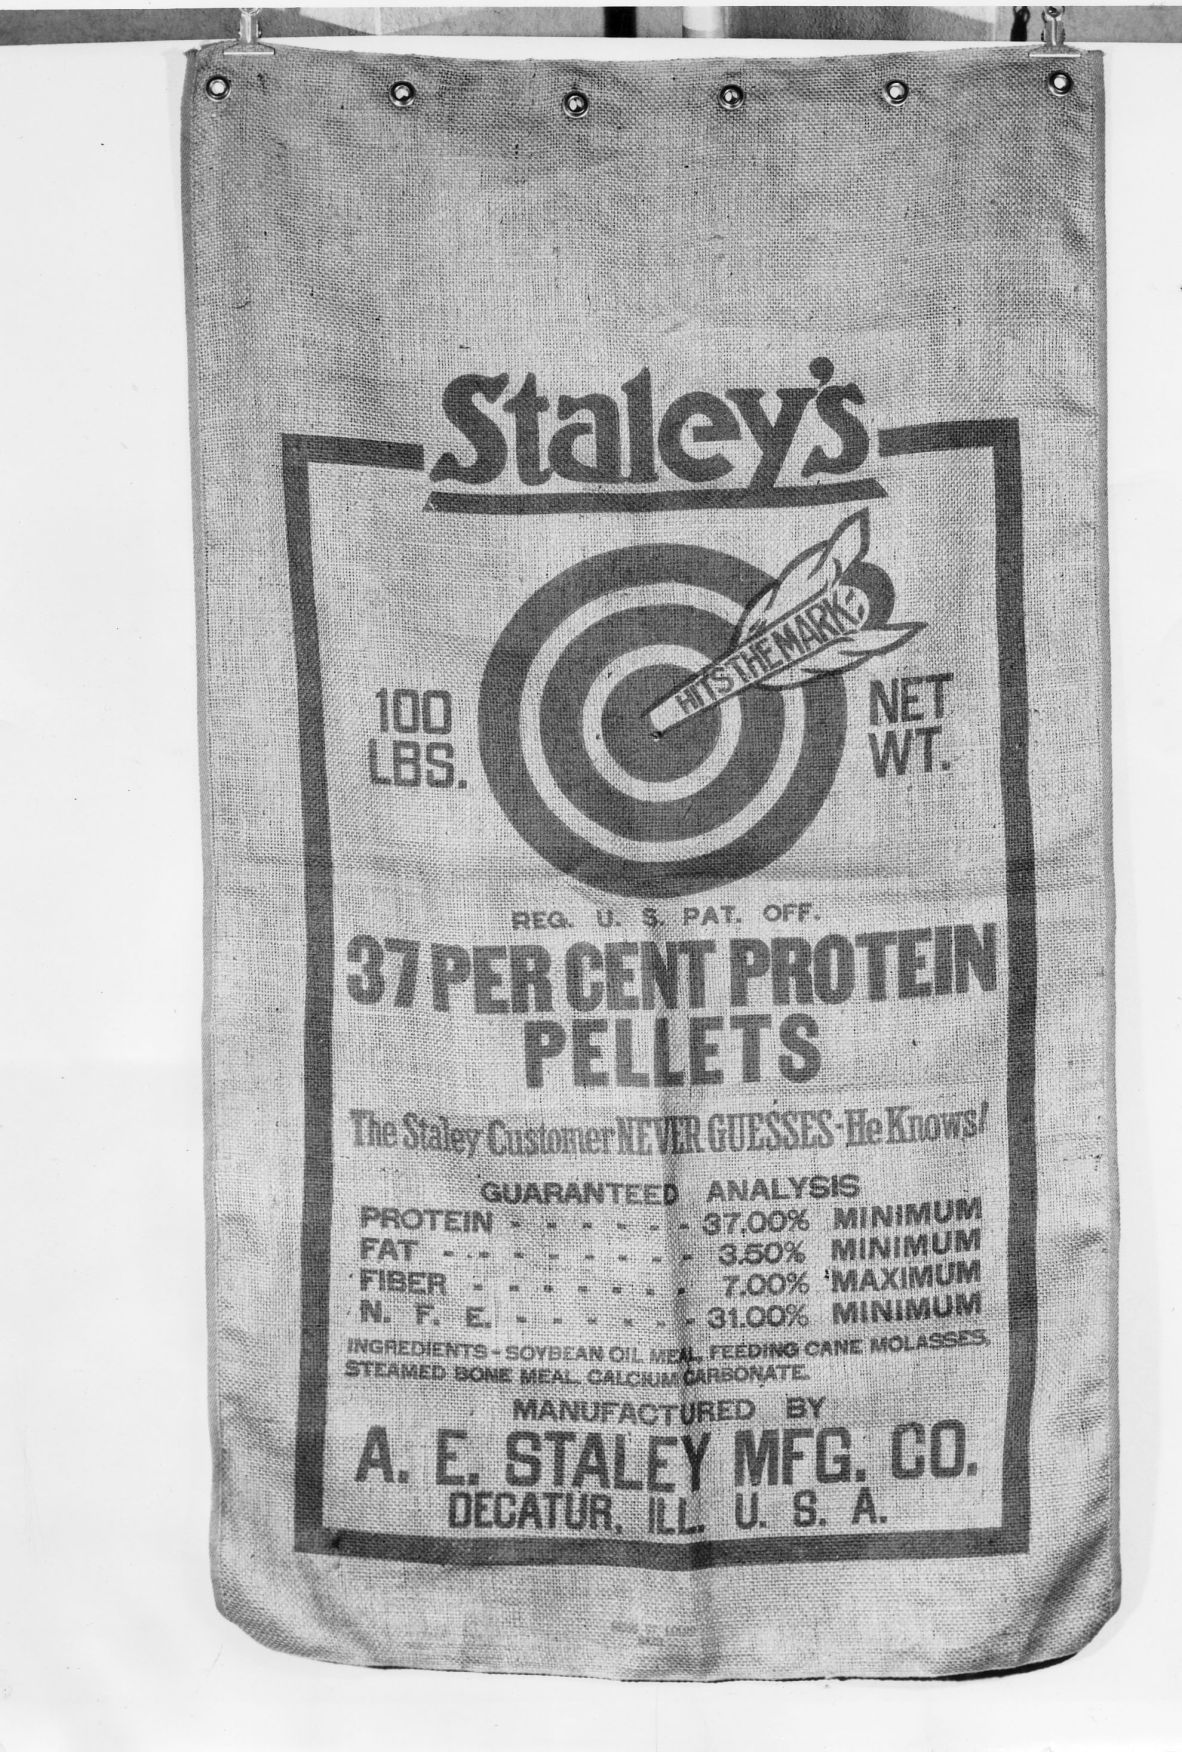 Staley's
HITS THE MARK
100
LBS.
NET
WT.
REG. U. S. PAT. OFF.
37 PER CENT PROTEIN
PELLETS
The Staley Customer NEVER GUESSES - He Knows!
GUARANTEED ANALYSIS
PROTEIN - - - - - - 37.00% MINIMUM
FAT - - - - - - - - 3.50% MINIMUM
FIBER - - - - - - - 7.00% MAXIMUM
N. F. E. - - - - - - 31.00% MINIMUM
INGREDIENTS - SOYBEAN OIL MEAL, FEEDING CANE MOLASSES,
STEAMED BONE MEAL, CALCIUM CARBONATE.
MANUFACTURED BY
A. E. STALEY MFG. CO.
DECATUR, ILL. U. S. A.
ST. LOUIS